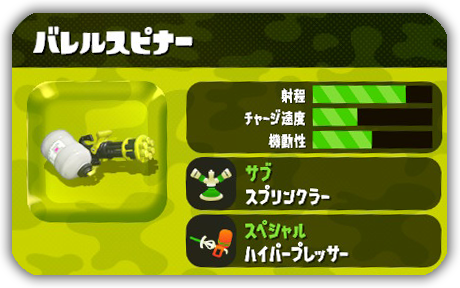 バレルスピナー
射程
チャージ速度
機動性
サブ
スプリンクラー
スペシャル
ハイパープレッサー